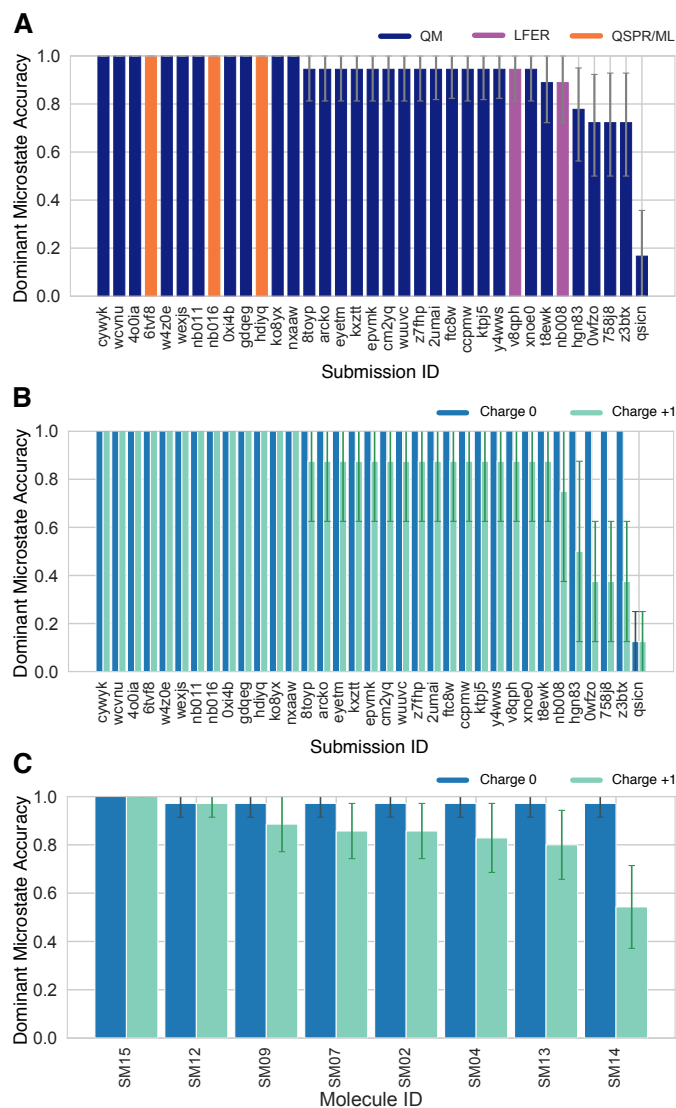 A
QM LFER QSPR/ML
Dominant Microstate Accuracy
1.0
0.8
0.6
0.4
0.2
0.0
cywyk wcvnu 4o0ia 6tvf8 w4z0e wexjs nb011 nb016 0xi4b gdqeg hdiyq ko8yx nxaaw 8toyp arcko eyetm kxztt epvmk cm2yq wuuvc z7fhp 2umai ftc8w ccpmw ktpj5 y4wws v8qph xnoe0 t8ewk nb008 hgn83 0wfzo 758j8 z3btx qsicn
Submission ID
B
Charge 0 Charge +1
Dominant Microstate Accuracy
1.0
0.8
0.6
0.4
0.2
0.0
cywyk wcvnu 4o0ia 6tvf8 w4z0e wexjs nb011 nb016 0xi4b gdqeg hdiyq ko8yx nxaaw 8toyp arcko eyetm kxztt epvmk cm2yq wuuvc z7fhp 2umai ftc8w ccpmw ktpj5 y4wws v8qph xnoe0 t8ewk nb008 hgn83 0wfzo 758j8 z3btx qsicn
Submission ID
C
Charge 0 Charge +1
Dominant Microstate Accuracy
1.0
0.8
0.6
0.4
0.2
0.0
SM15 SM12 SM09 SM07 SM02 SM04 SM13 SM14
Molecule ID